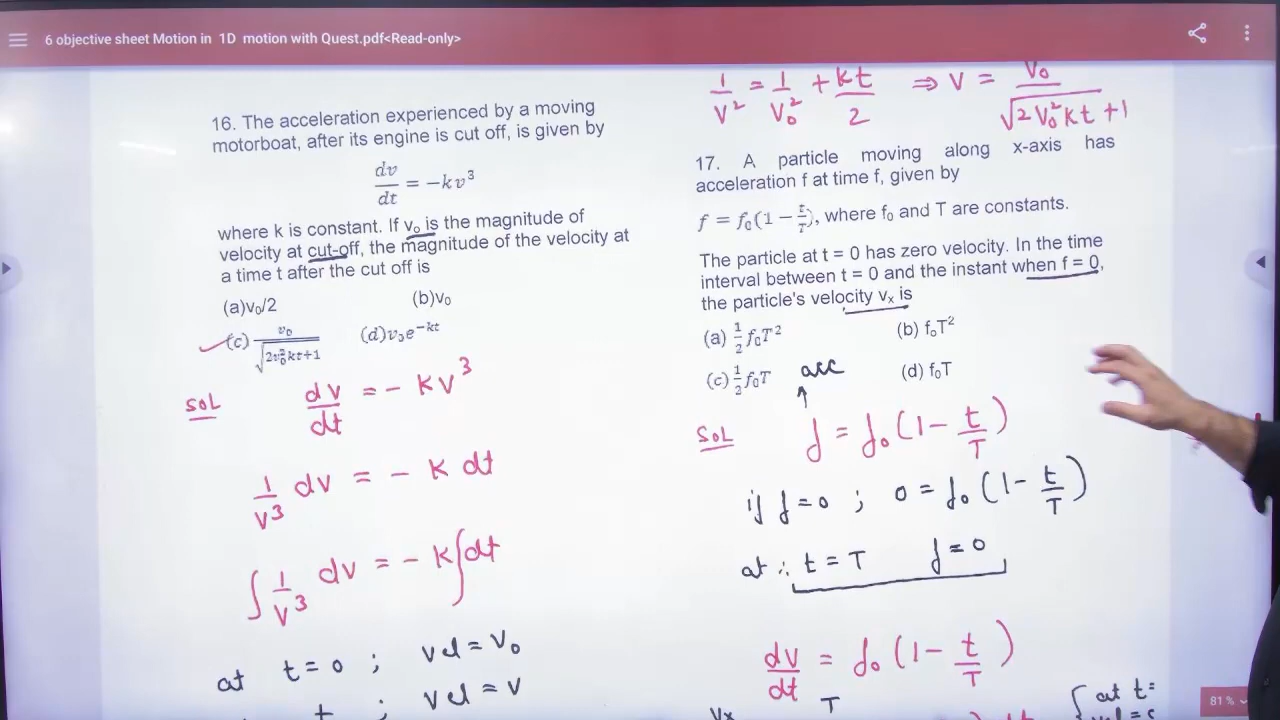 6 objective sheet Motion in 1D motion with Quest.pdf<Read-only>
16. The acceleration experienced by a moving
motorboat, after its engine is cut off, is given by
dv/dt = -kv³
where k is constant. If v₀ is the magnitude of
velocity at cut-off, the magnitude of the velocity at
a time t after the cut off is
(a)v₀/2 (b)v₀
(c) v₀/√(2v₀²kt+1) (d)v₀e^(-kt)
SOL dv/dt = - kv³
1/v³ dv = - k dt
∫ 1/v³ dv = - k∫dt
at t = 0 ; vel = v₀
t vel = v
1/v² = 1/v₀² + kt/2 ⇒ v = v₀/√(2v₀²kt +1)
17. A particle moving along x-axis has
acceleration f at time f, given by
f = f₀(1 - t/T), where f₀ and T are constants.
The particle at t = 0 has zero velocity. In the time
interval between t = 0 and the instant when f = 0,
the particle's velocity vₓ is
(a) ½ f₀T² (b) f₀T²
(c) ½ f₀T (d) f₀T
acc
↑
SOL f = f₀(1 - t/T)
if f = 0 ; 0 = f₀(1 - t/T)
at ∴ t = T f = 0
dv/dt = f₀(1 - t/T)
vₓ T
{ at t=
81 %